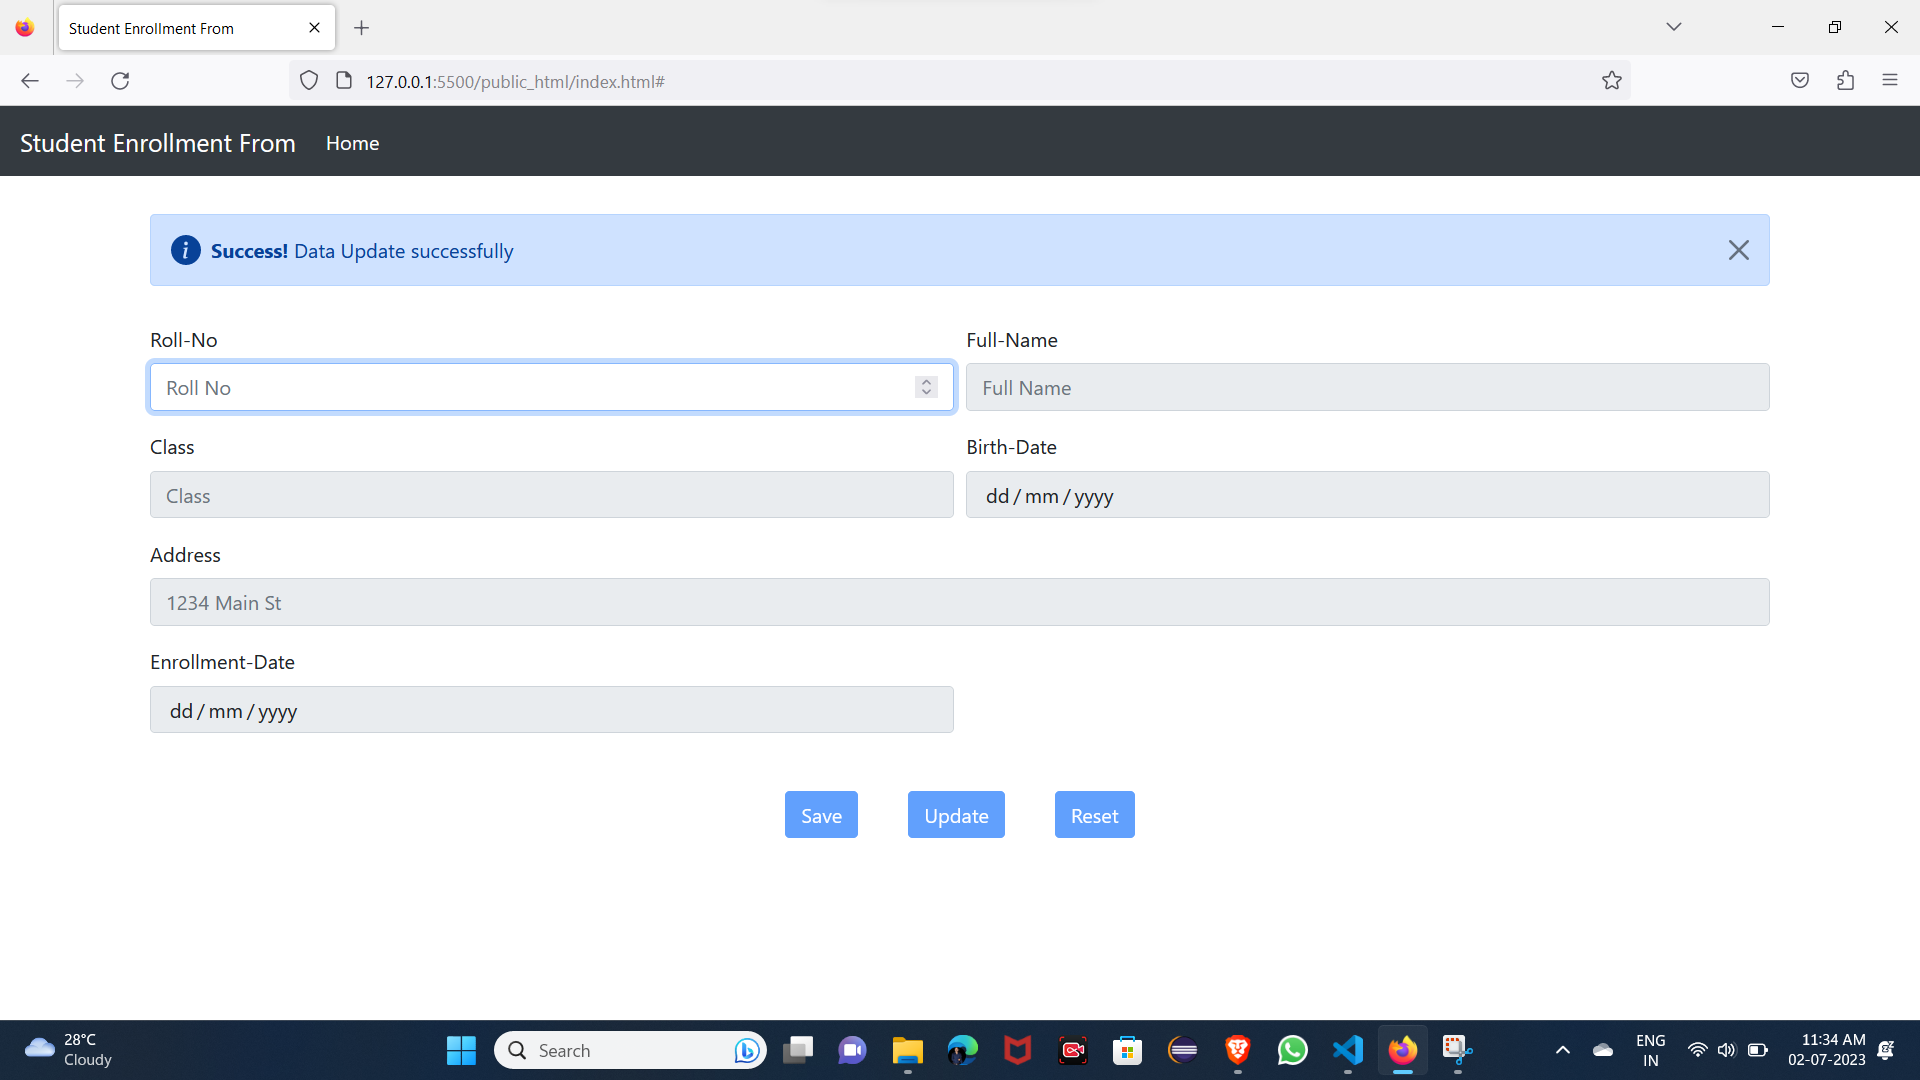 Student Enrollment From
127.0.0.1:5500/public_html/index.html#
Student Enrollment From Home
Success! Data Update successfully
Roll-No Full-Name
Roll No Full Name
Class Birth-Date
Class dd / mm / yyyy
Address
1234 Main St
Enrollment-Date
dd / mm / yyyy
Save Update Reset
28°C
Cloudy
Search
ENG
IN
11:34 AM
02-07-2023